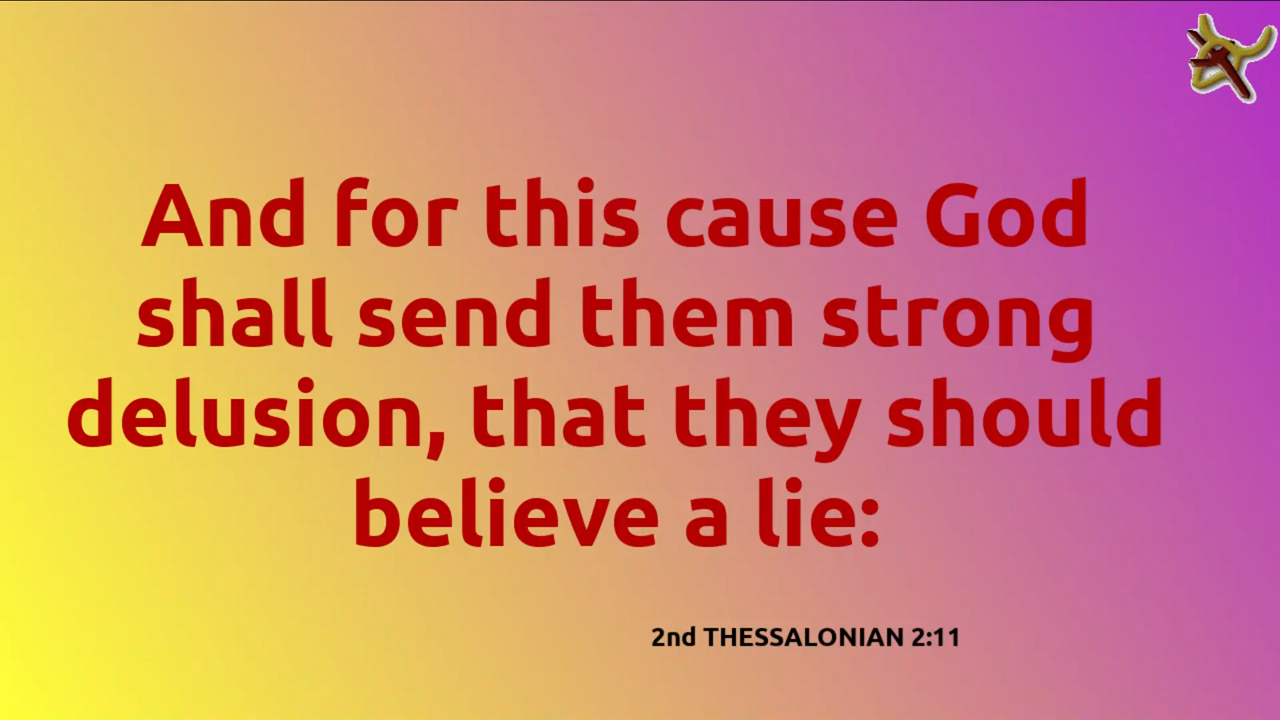 And for this cause God
shall send them strong
delusion, that they should
believe a lie:
2nd THESSALONIAN 2:11